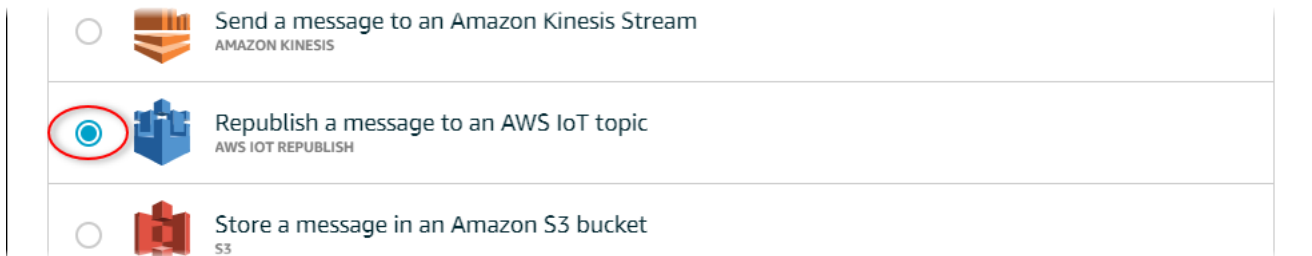 Send a message to an Amazon Kinesis Stream
AMAZON KINESIS
Republish a message to an AWS IoT topic
AWS IOT REPUBLISH
Store a message in an Amazon S3 bucket
S3